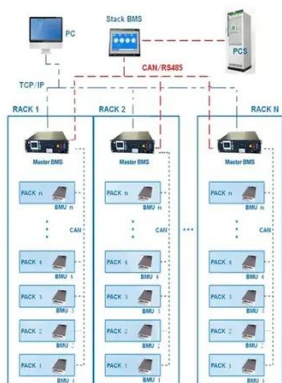 PC
Stack BMS
PCS
CAN/RS485
TCP/IP
RACK 1
RACK 2
RACK N
Master BMS
Master BMS
Master BMS
PACK n
BMU n
CAN
PACK 4
BMU 4
PACK 3
BMU 3
PACK 2
BMU 2
PACK 1
BMU 1
PACK n
BMU n
CAN
PACK 4
BMU 4
PACK 3
BMU 3
PACK 2
BMU 2
PACK 1
BMU 1
PACK n
BMU n
CAN
PACK 4
BMU 4
PACK 3
BMU 3
PACK 2
BMU 2
PACK 1
BMU 1